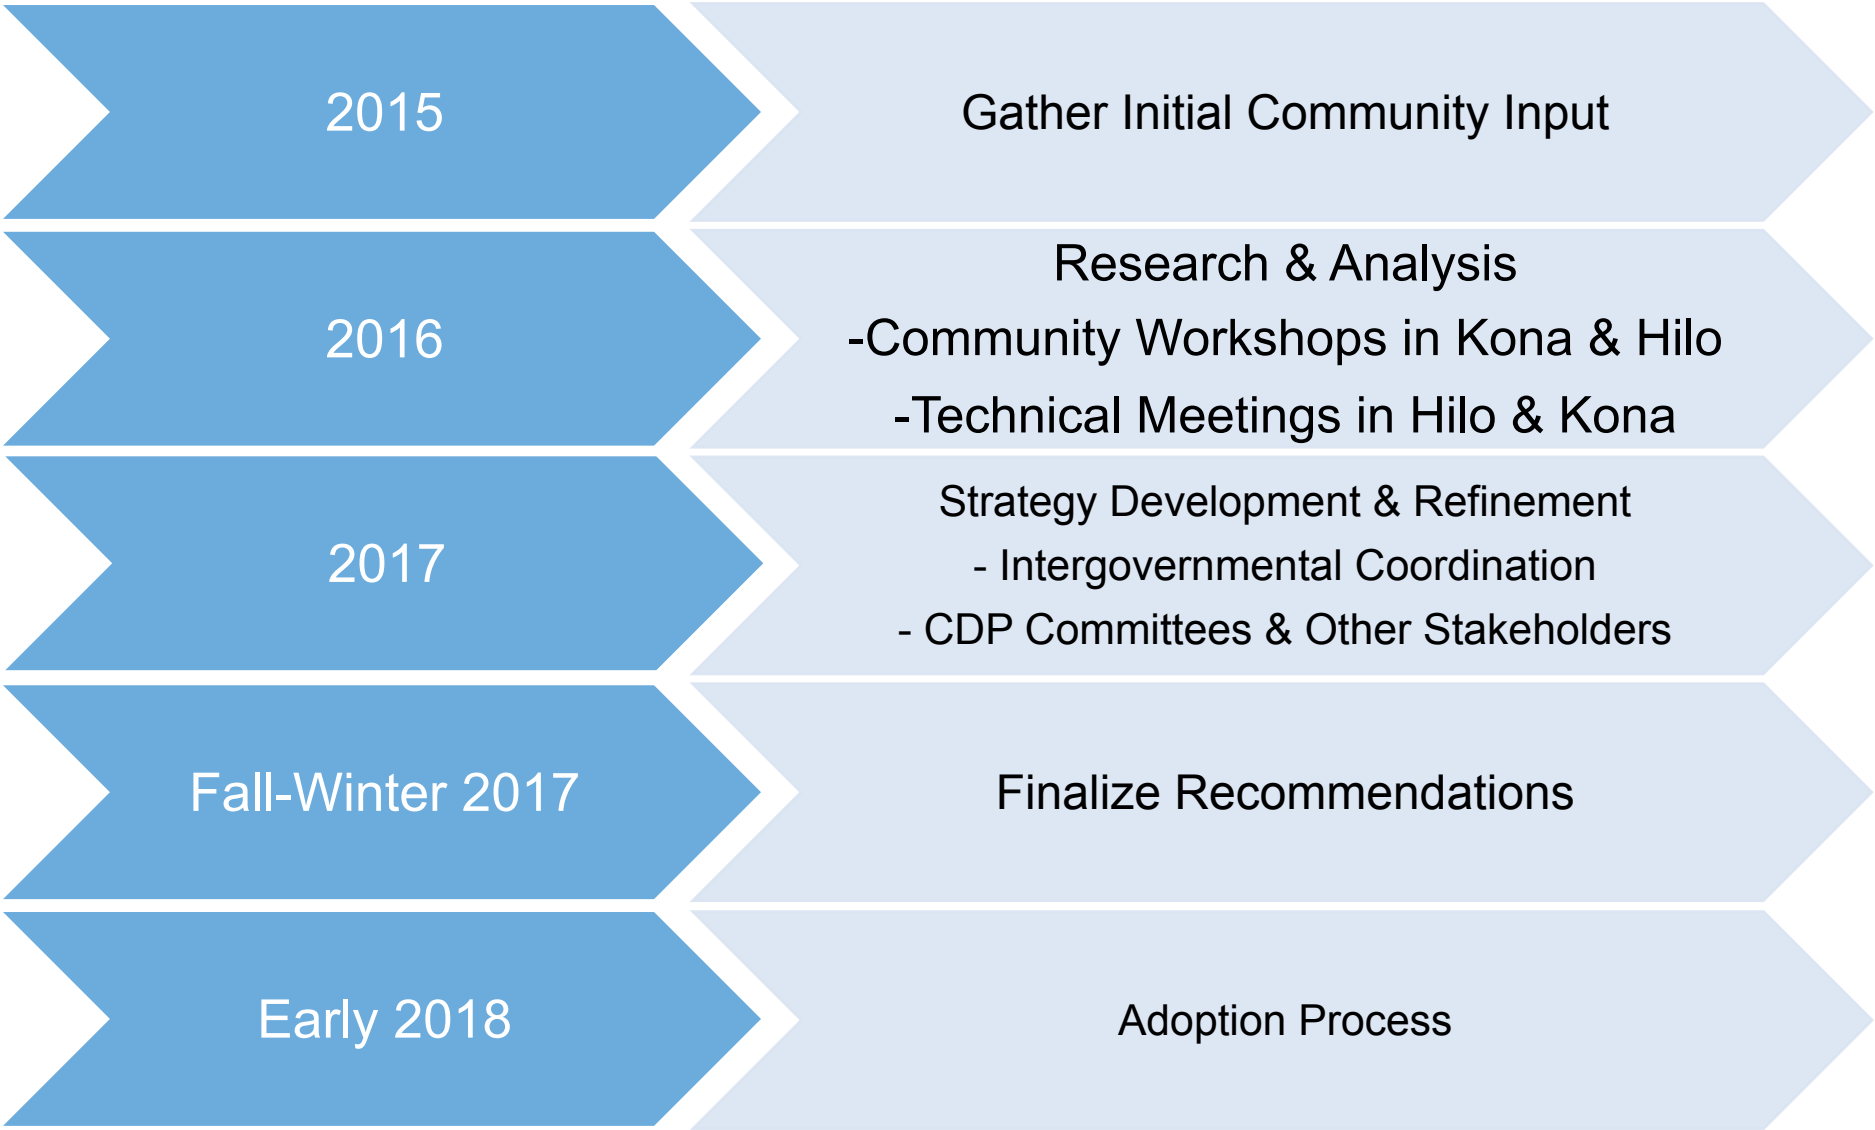 2015
Gather Initial Community Input
2016
Research & Analysis
-Community Workshops in Kona & Hilo
-Technical Meetings in Hilo & Kona
2017
Strategy Development & Refinement
- Intergovernmental Coordination
- CDP Committees & Other Stakeholders
Fall-Winter 2017
Finalize Recommendations
Early 2018
Adoption Process